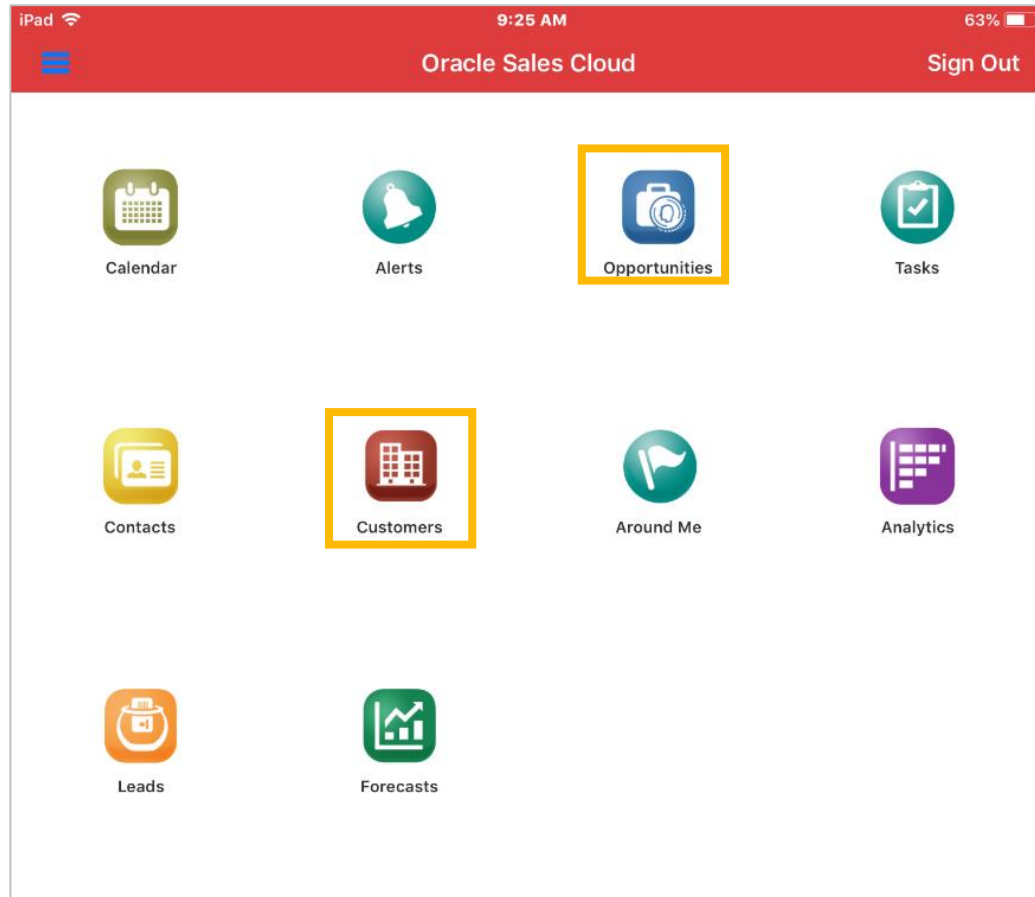 iPad 9:25 AM 63%
Oracle Sales Cloud Sign Out
Calendar Alerts Opportunities Tasks
Contacts Customers Around Me Analytics
Leads Forecasts